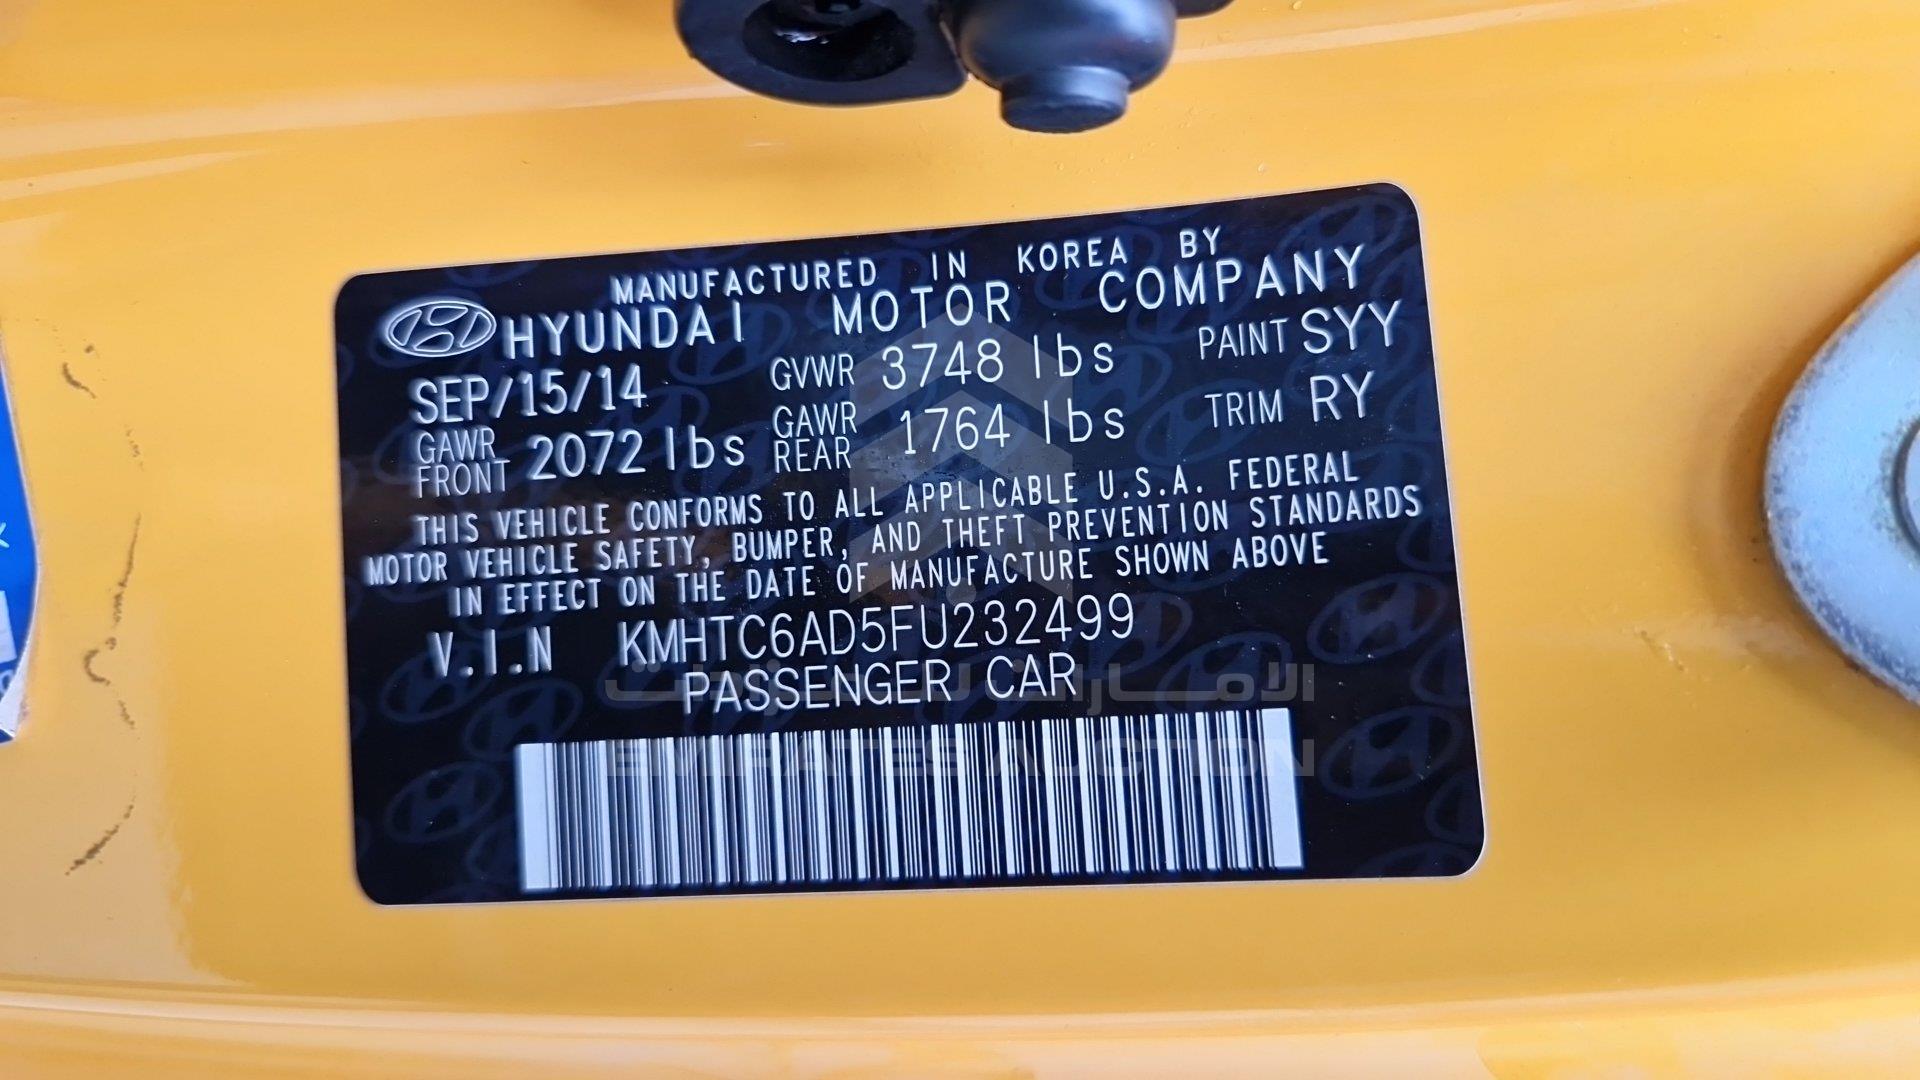 MANUFACTURED IN KOREA BY
HYUNDAI MOTOR COMPANY
SEP/15/14 GVWR 3748 lbs PAINT SYY
GAWR FRONT 2072 lbs GAWR REAR 1764 lbs TRIM RY
THIS VEHICLE CONFORMS TO ALL APPLICABLE U.S.A. FEDERAL
MOTOR VEHICLE SAFETY, BUMPER, AND THEFT PREVENTION STANDARDS
IN EFFECT ON THE DATE OF MANUFACTURE SHOWN ABOVE
V.I.N KMHTC6AD5FU232499
PASSENGER CAR
الامارات للمزادات
EMIRATES AUCTION